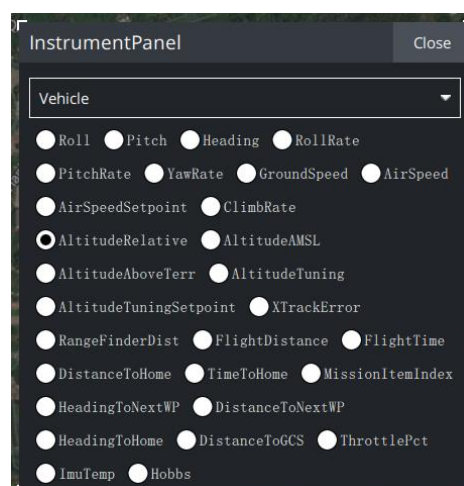 InstrumentPanel Close
Vehicle
Roll Pitch Heading RollRate
PitchRate YawRate GroundSpeed AirSpeed
AirSpeedSetpoint ClimbRate
AltitudeRelative AltitudeAMSL
AltitudeAboveTerr AltitudeTuning
AltitudeTuningSetpoint XTrackError
RangeFinderDist FlightDistance FlightTime
DistanceToHome TimeToHome MissionItemIndex
HeadingToNextWP DistanceToNextWP
HeadingToHome DistanceToGCS ThrottlePct
ImuTemp Hobbs